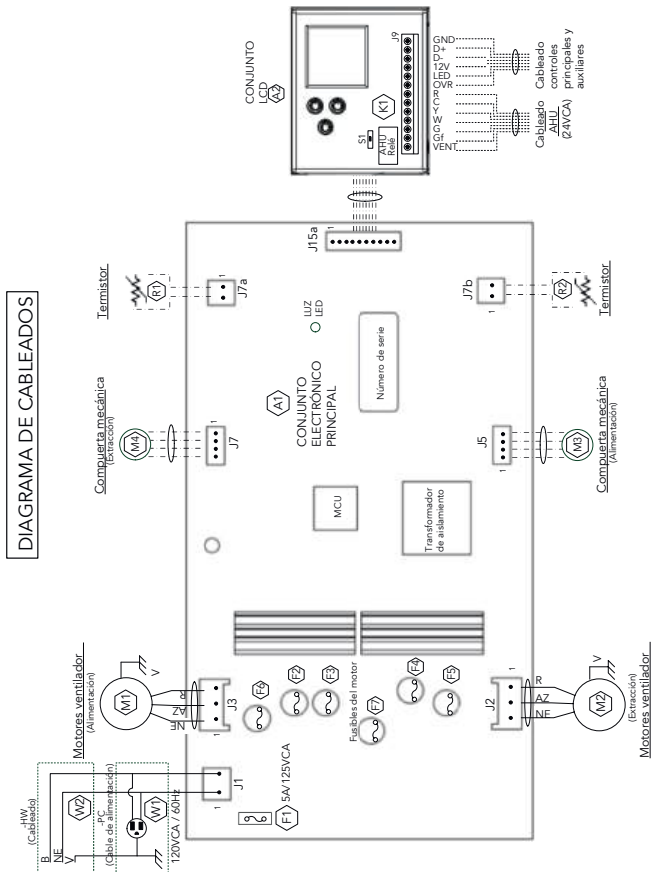 DIAGRAMA DE CABLEADOS
-HW
(Cableado)
B
NE
V
W2
-PC
(Cable de alimentación)
W1
120VCA / 60Hz
J1
1
F1
5A/125VCA
Motores ventilador
(Alimentación)
M1
V
R
AZ
NE
J3
1
F6
F2
F3
Fusibles del motor
F7
F4
F5
J2
1
R
AZ
NE
V
M2
(Extracción)
Motores ventilador
Compuerta mecánica
(Extracción)
M4
1
J7
MCU
Transformador
de aislamiento
A1
CONJUNTO
ELECTRÓNICO
PRINCIPAL
J5
1
M3
(Alimentación)
Compuerta mecánica
Termistor
R1
1
J7a
LUZ
LED
Número de serie
J7b
1
R2
Termistor
J15a
1
CONJUNTO
LCD
A2
S1
AHU
Relé
K1
J9
GND
D+
D-
12V
LED
OVR
R
C
Y
W
G
Gf
VENT
Cableado
controles
principales y
auxiliares
Cableado
AHU
(24VCA)